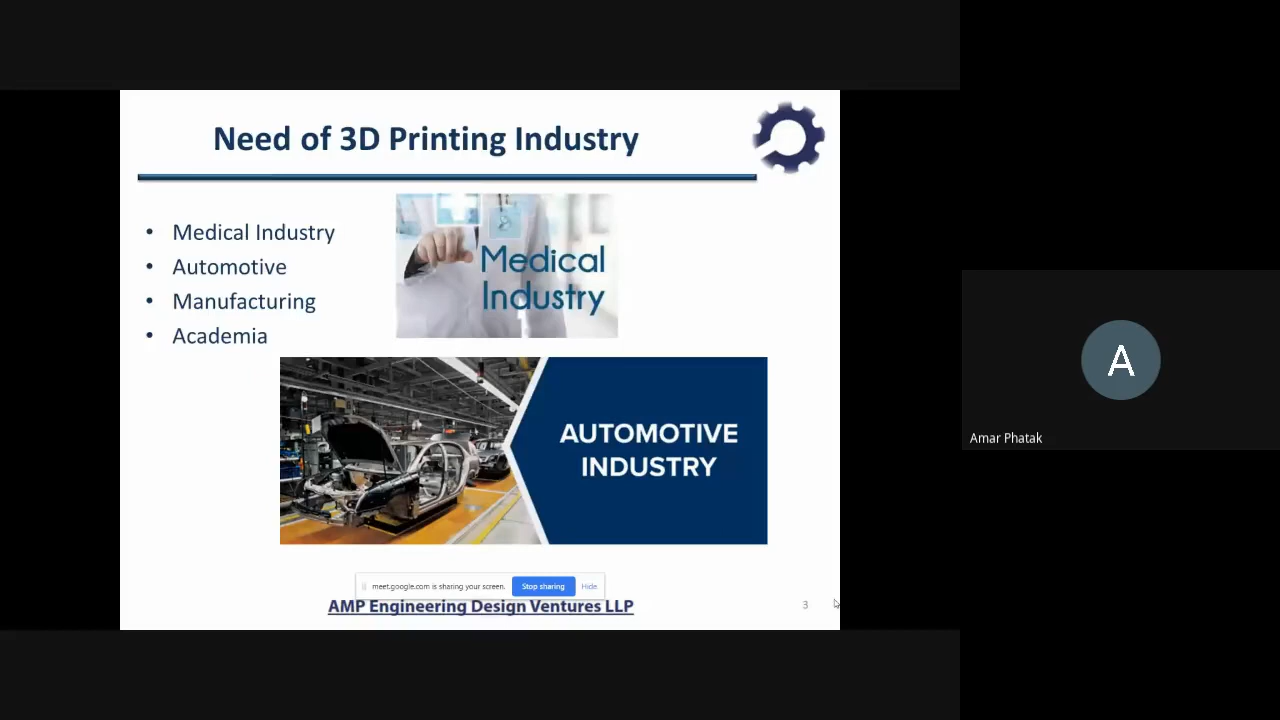 Need of 3D Printing Industry
• Medical Industry
• Automotive
• Manufacturing
• Academia
Medical
Industry
AUTOMOTIVE
INDUSTRY
meet.google.com is sharing your screen.
Stop sharing
Hide
AMP Engineering Design Ventures LLP
3
A
Amar Phatak